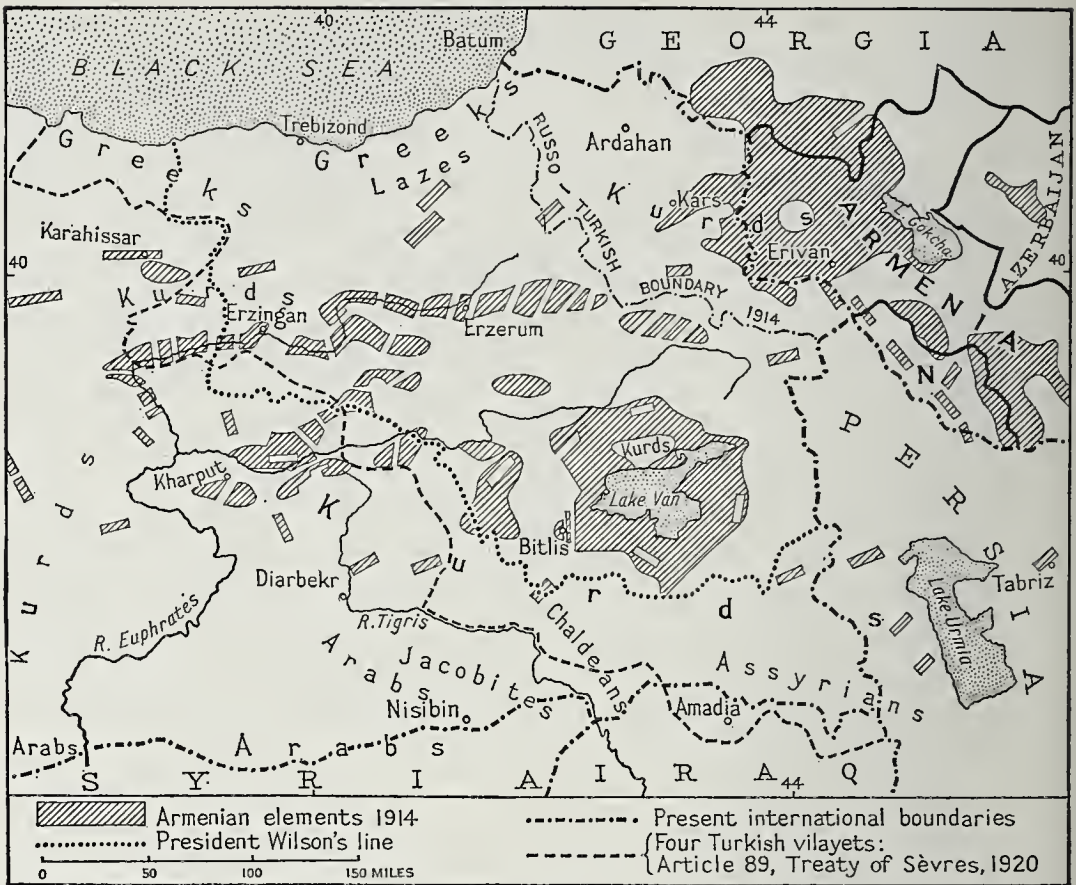 40
44
GEORGIA
Batum
BLACK SEA
Trebizond
Greeks
Greeks
Lazes
RUSSO TURKISH BOUNDARY 1914
Ardahan
Kurds
Kars
Erivan
Gokcha
ARMENIA
AZERBAIJAN
Karahissar
40
40
Kurds
Erzingan
Erzerum
PERSIA
Kurds
Lake Van
Kharput
Bitlis
Kurds
Diarbekr
R. Euphrates
R. Tigris
Kurds
Lake Urmia
Tabriz
Chaldeans
Jacobites
Arabs
Assyrians
Nisibin
Amadia
Arabs
Arabs
SYRIA
IRAQ
44
Armenian elements 1914
President Wilson's line
0 50 100 150 MILES
Present international boundaries
Four Turkish vilayets:
Article 89, Treaty of Sèvres, 1920